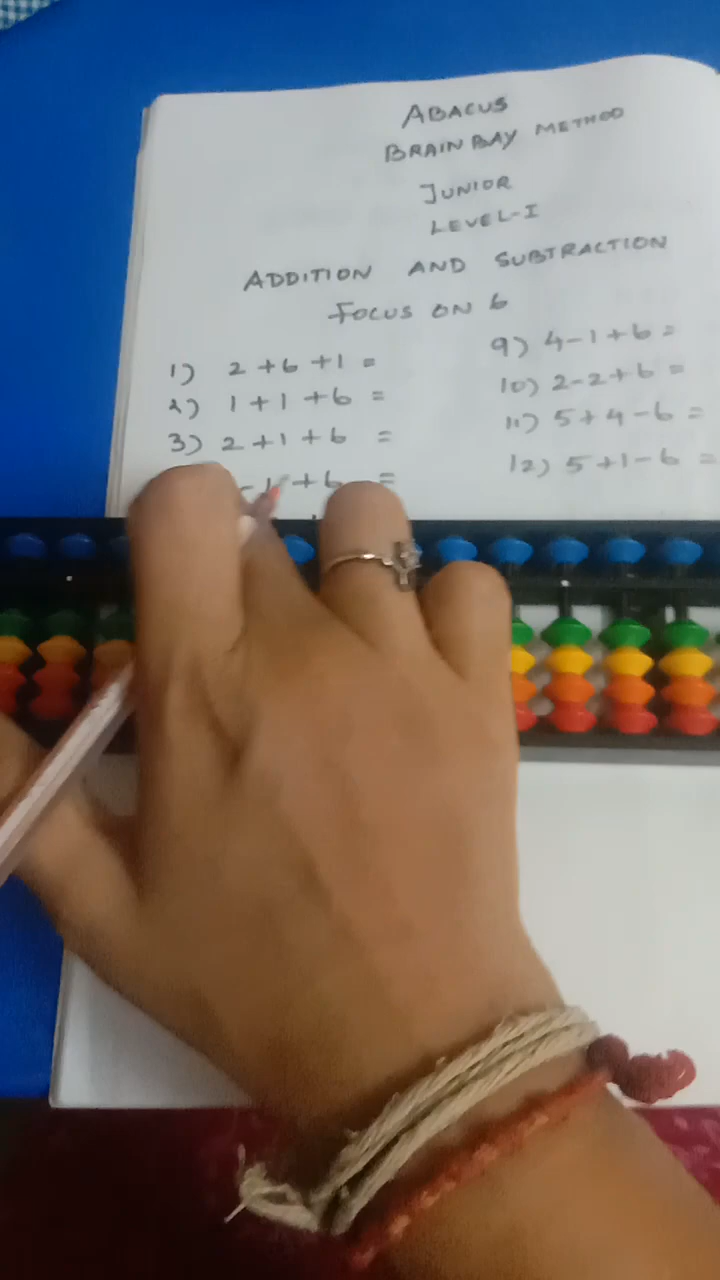 ABACUS
BRAIN BAY METHOD
JUNIOR
LEVEL-I
ADDITION AND SUBTRACTION
FOCUS ON 6
1) 2+6+1 =
2) 1+1+6 =
3) 2+1+6 =
-1+6 =
9) 4-1+6 =
10) 2-2+6 =
11) 5+4-6 =
12) 5+1-6 =